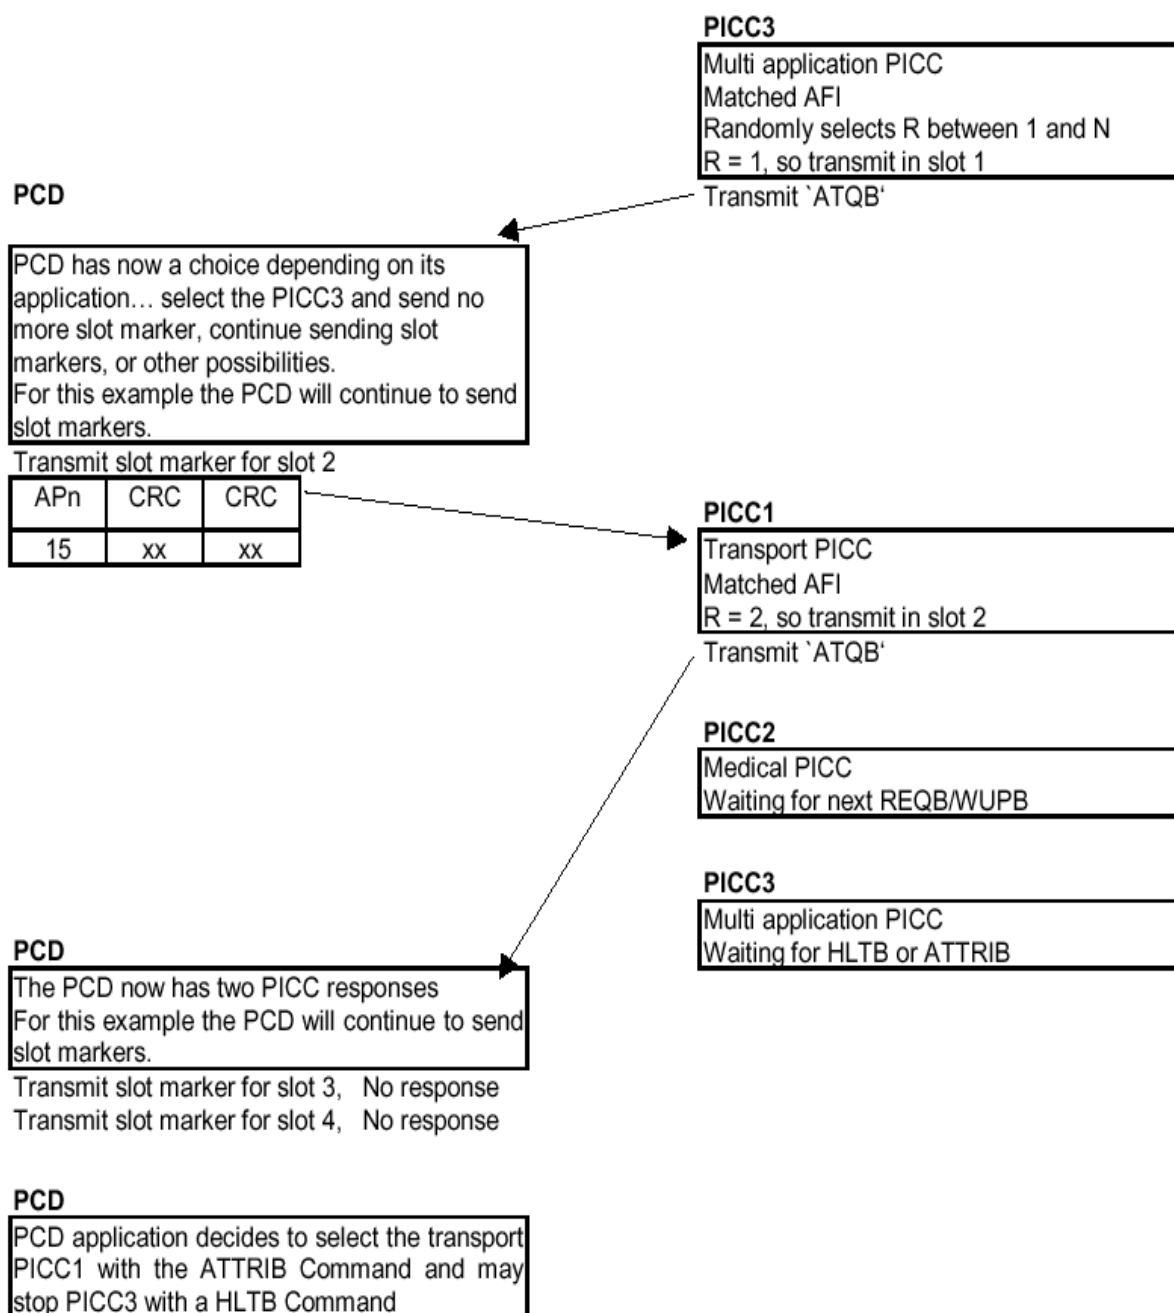 PICC3
Multi application PICC
Matched AFI
Randomly selects R between 1 and N
R = 1, so transmit in slot 1
Transmit `ATQB‘
PCD
PCD has now a choice depending on its
application… select the PICC3 and send no
more slot marker, continue sending slot
markers, or other possibilities.
For this example the PCD will continue to send
slot markers.
Transmit slot marker for slot 2
APn CRC CRC
15 xx xx
PICC1
Transport PICC
Matched AFI
R = 2, so transmit in slot 2
Transmit `ATQB‘
PICC2
Medical PICC
Waiting for next REQB/WUPB
PICC3
Multi application PICC
Waiting for HLTB or ATTRIB
PCD
The PCD now has two PICC responses
For this example the PCD will continue to send
slot markers.
Transmit slot marker for slot 3, No response
Transmit slot marker for slot 4, No response
PCD
PCD application decides to select the transport
PICC1 with the ATTRIB Command and may
stop PICC3 with a HLTB Command